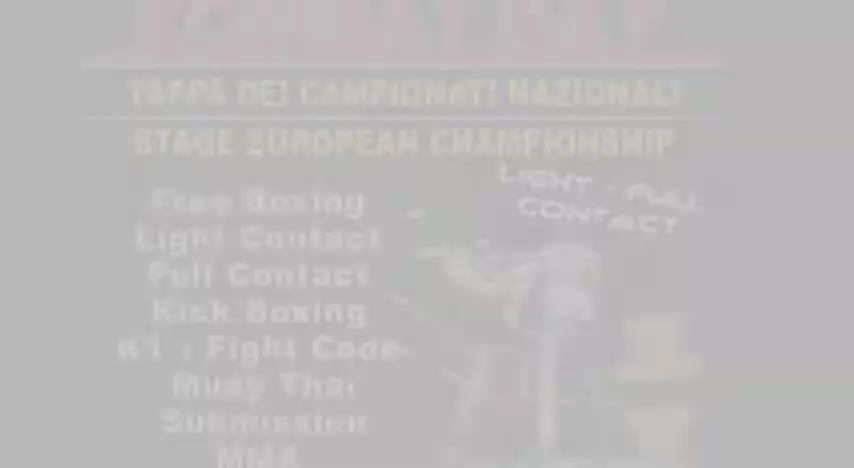 TAPPA DEI CAMPIONATI NAZIONALI
STAGE EUROPEAN CHAMPIONSHIP
LIGHT - FULL
CONTACT
Free Boxing
Light Contact
Full Contact
Kick Boxing
K1 - Fight Code
Muay Thai
Submission
MMA